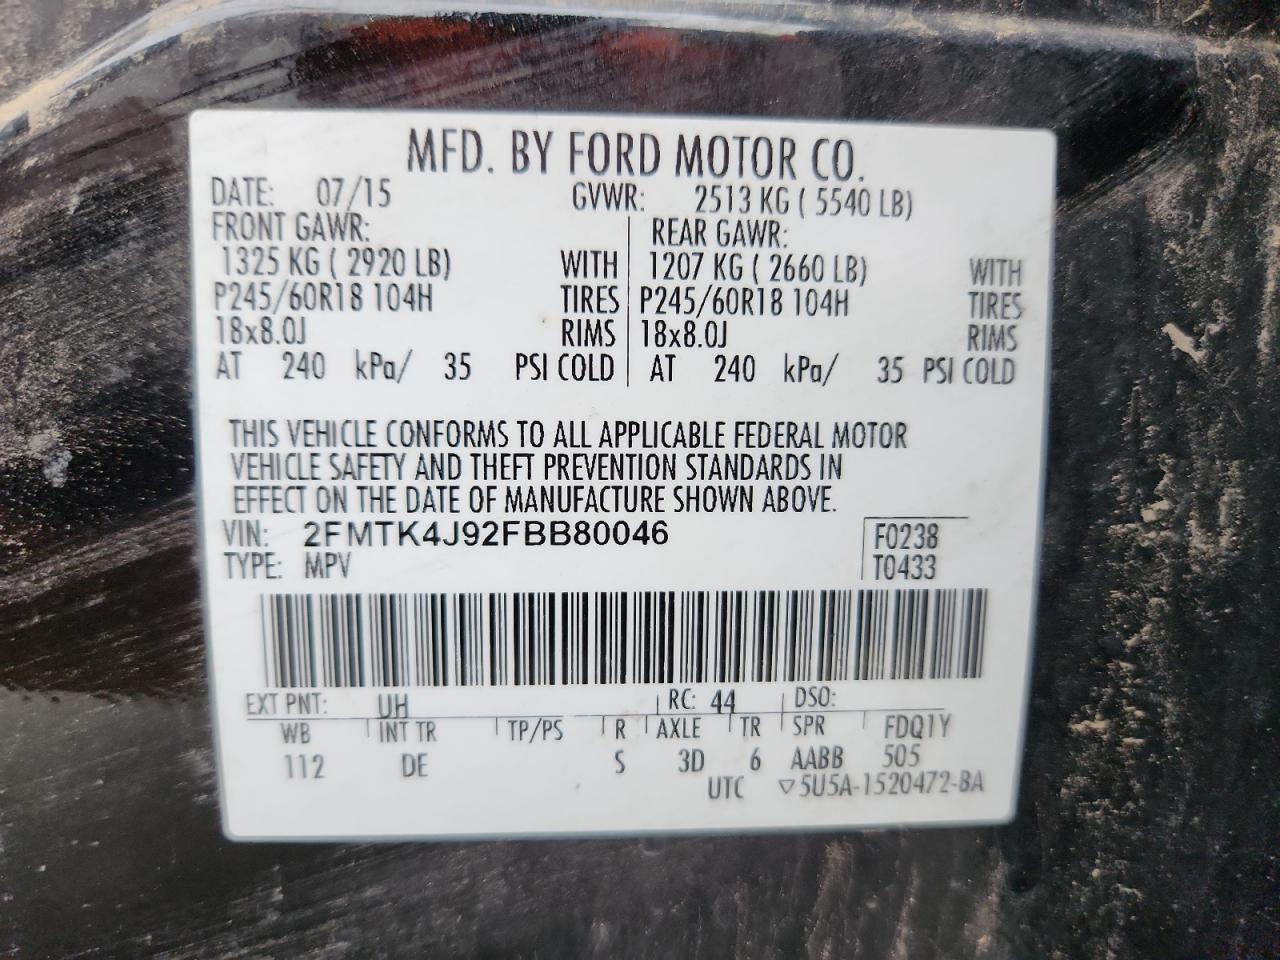 MFD. BY FORD MOTOR CO.
DATE: 07/15 GVWR: 2513 KG ( 5540 LB)
FRONT GAWR: REAR GAWR:
1325 KG ( 2920 LB) WITH 1207 KG ( 2660 LB) WITH
P245/60R18 104H TIRES P245/60R18 104H TIRES
18x8.0J RIMS 18x8.0J RIMS
AT 240 kPa/ 35 PSI COLD AT 240 kPa/ 35 PSI COLD
THIS VEHICLE CONFORMS TO ALL APPLICABLE FEDERAL MOTOR
VEHICLE SAFETY AND THEFT PREVENTION STANDARDS IN
EFFECT ON THE DATE OF MANUFACTURE SHOWN ABOVE.
VIN: 2FMTK4J92FBB80046 F0238
TYPE: MPV T0433
EXT PNT: UH RC: 44 DSO:
WB INT TR TP/PS R AXLE TR SPR FDQ1Y
112 DE S 3D 6 AABB 505
UTC ▽5U5A-1520472-BA